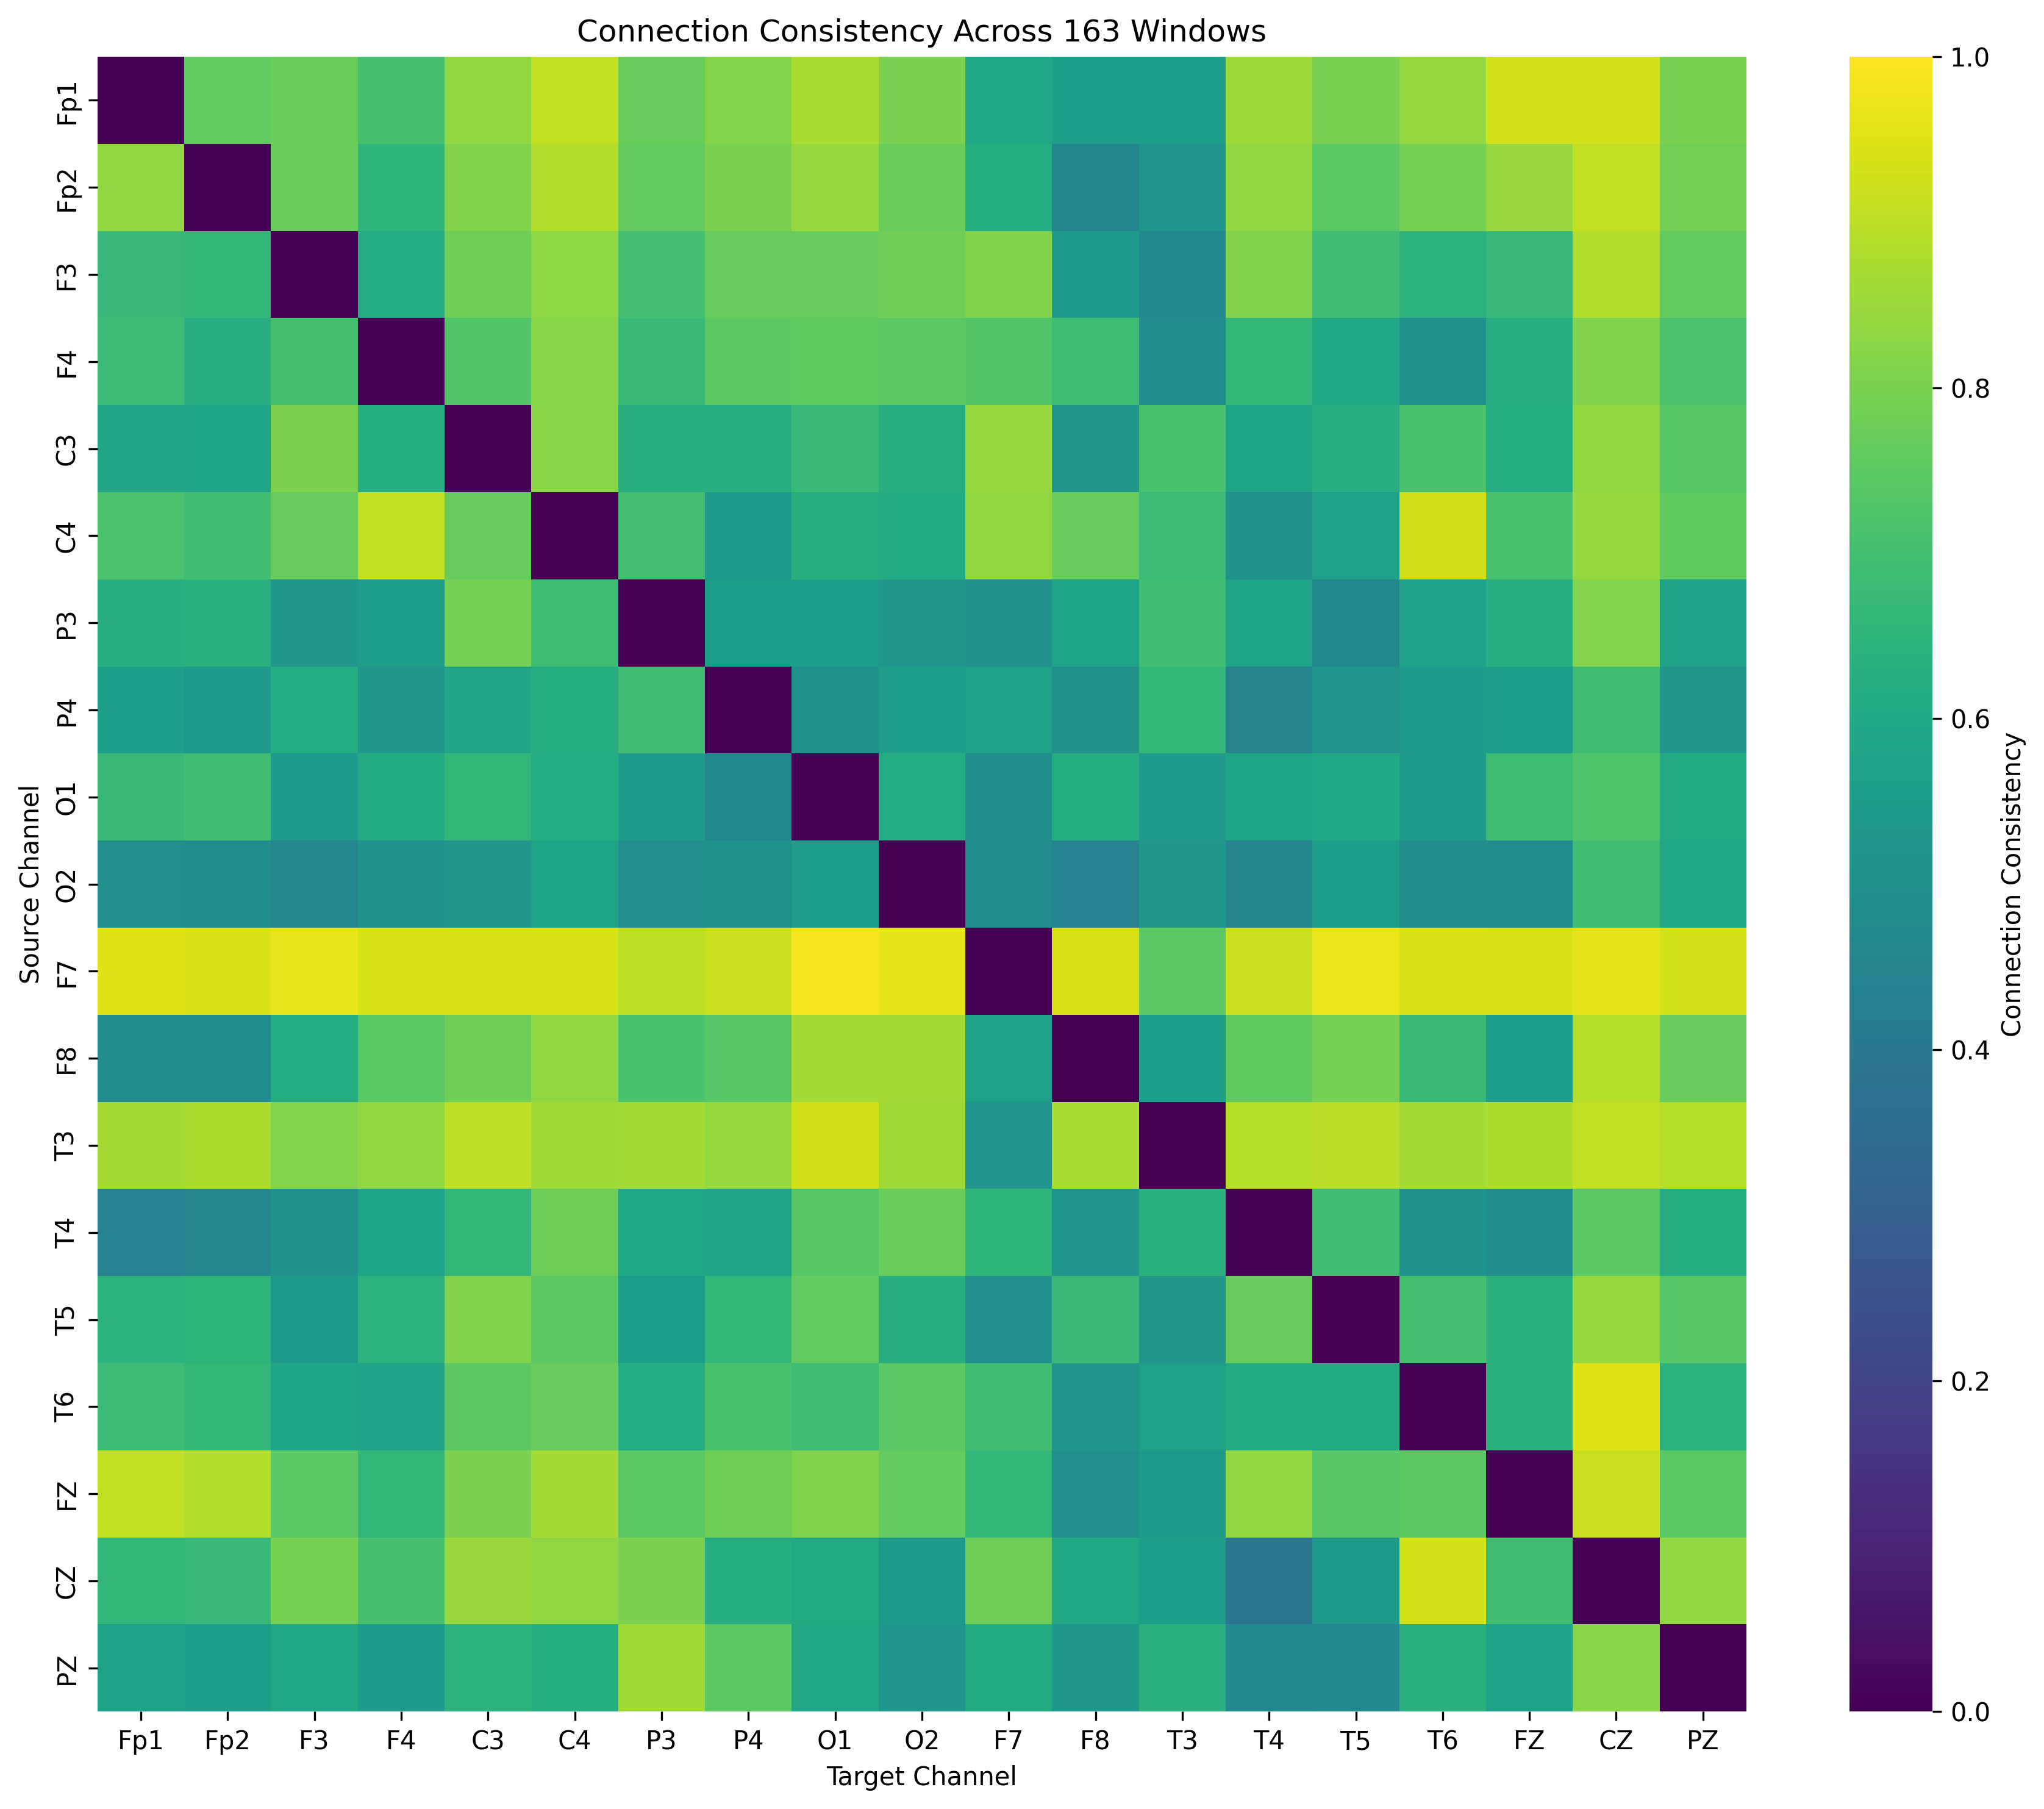 Connection Consistency Across 163 Windows
Source Channel
Fp1
Fp2
F3
F4
C3
C4
P3
P4
O1
O2
F7
F8
T3
T4
T5
T6
FZ
CZ
PZ
Fp1 Fp2 F3 F4 C3 C4 P3 P4 O1 O2 F7 F8 T3 T4 T5 T6 FZ CZ PZ
Target Channel
1.0
0.8
0.6
0.4
0.2
0.0
Connection Consistency